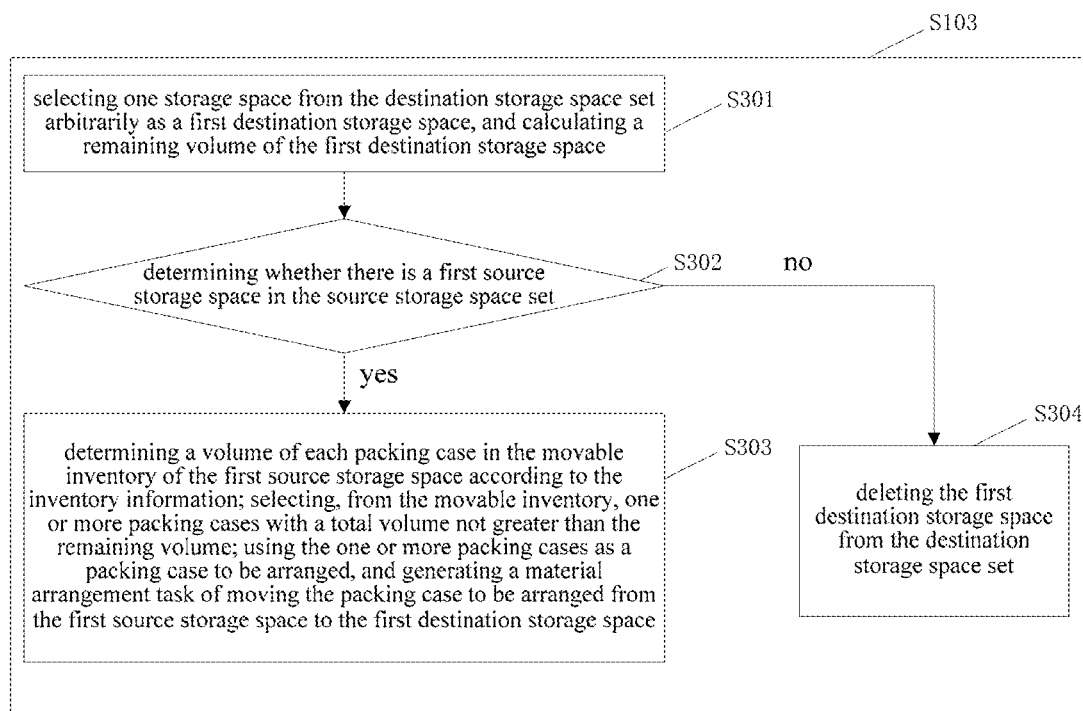 S103
selecting one storage space from the destination storage space set
arbitrarily as a first destination storage space, and calculating a
remaining volume of the first destination storage space
S301
determining whether there is a first source
storage space in the source storage space set
S302
no
yes
determining a volume of each packing case in the movable
inventory of the first source storage space according to the
inventory information; selecting, from the movable inventory, one
or more packing cases with a total volume not greater than the
remaining volume; using the one or more packing cases as a
packing case to be arranged, and generating a material
arrangement task of moving the packing case to be arranged from
the first source storage space to the first destination storage space
S303
S304
deleting the first
destination storage space
from the destination
storage space set